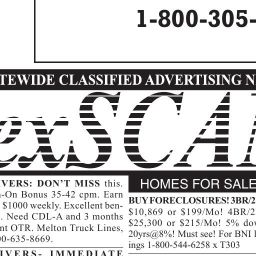 1-800-305-
TEWIDE CLASSIFIED ADVERTISING N
exSCA
IVERS: DON'T MISS this.
n-On Bonus 35-42 cpm. Earn
$1000 weekly. Excellent ben-
. Need CDL-A and 3 months
nt OTR. Melton Truck Lines,
00-635-8669.
IVERS- IMMEDIATE
HOMES FOR SALE
BUY FORECLOSURES! 3BR/2
$10,869 or $199/Mo! 4BR/2
$25,300 or $215/Mo! 5% dow
20yrs@8%! Must see! For BNI L
ings 1-800-544-6258 x T303